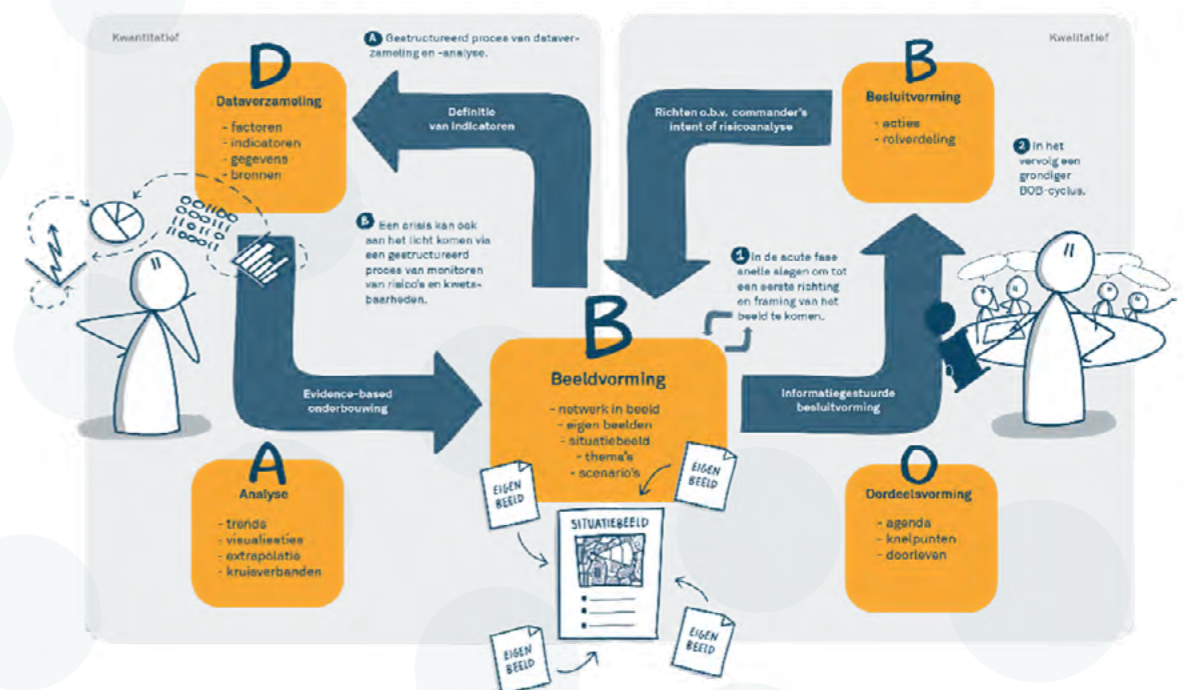 Kwantitatief
A Gestructureerd proces van dataver-
zameling en -analyse.
D
Dataverzameling
- factoren
- indicatoren
- gegevens
- bronnen
Definitie
van indicatoren
B Een crisis kan ook
aan het licht komen via
een gestructureerd
proces van monitoren
van risico's en kwets-
baarheden.
Evidence-based
onderbouwing
A
Analyse
- trends
- visualisaties
- extrapolatie
- kruisverbanden
B
Beeldvorming
- netwerk in beeld
- eigen beelden
- situatiebeeld
- thema's
- scenario's
EIGEN
BEELD
EIGEN
BEELD
SITUATIEBEELD
EIGEN
BEELD
EIGEN
BEELD
Kwalitatief
Richten o.b.v. commander's
intent of risicoanalyse
B
Besluitvorming
- acties
- rolverdeling
2 In het
vervolg een
grondiger
BOB-cyclus.
1 In de acute fase
snelle slagen om tot
een eerste richting
en framing van het
beeld te komen.
Informatiegestuurde
besluitvorming
O
Oordeelsvorming
- agenda
- knelpunten
- doorleven